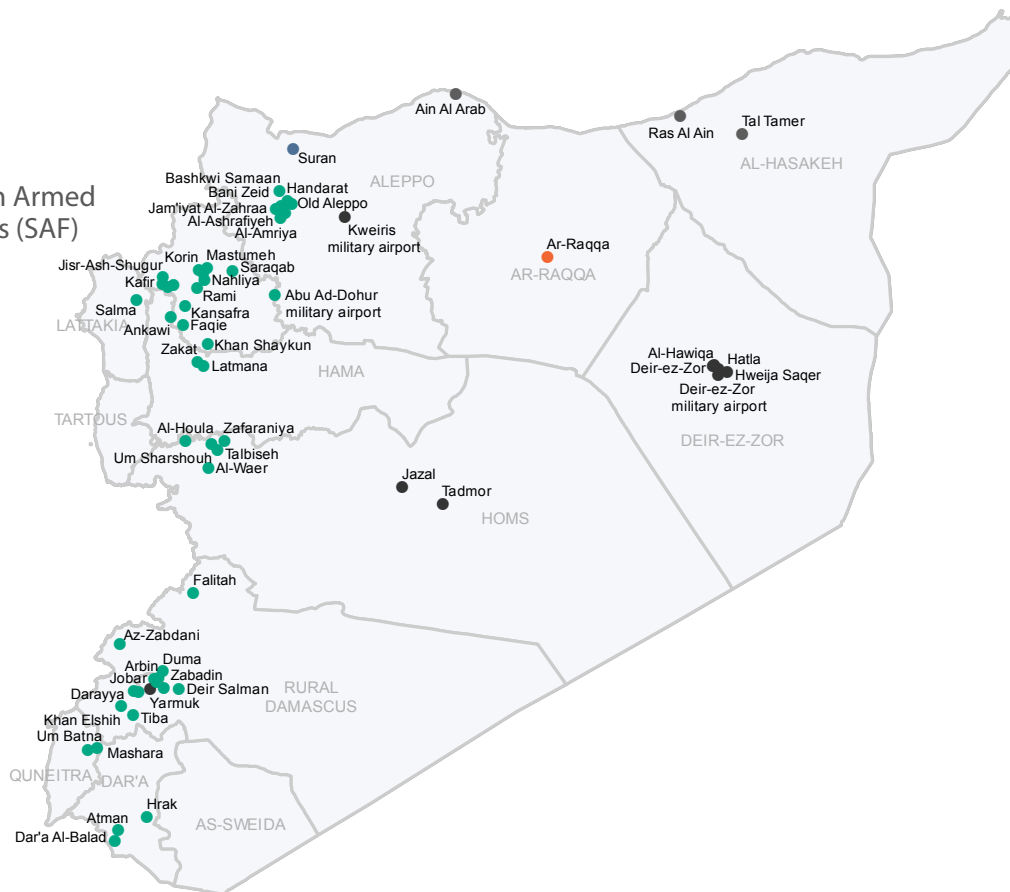 Ain Al Arab
Ras Al Ain
Tal Tamer
AL-HASAKEH
Suran
Bashkwi Samaan
ALEPPO
Bani Zeid
Handarat
n Armed
s (SAF)
Jam'iyat Al-Zahraa
Old Aleppo
Al-Ashrafiyeh
Al-Amriya
Kweiris
military airport
Ar-Raqqa
AR-RAQQA
Korin
Mastumeh
Jisr-Ash-Shugur
Saraqab
Kafir
Nahliya
Rami
Abu Ad-Dohur
military airport
Salma
Kansafra
LATTAKIA
Ankawi
Faqie
Zakat
Khan Shaykun
Latmana
HAMA
Al-Hawiqa
Hatla
Deir-ez-Zor
Hweija Saqer
Deir-ez-Zor
military airport
DEIR-EZ-ZOR
TARTOUS
Al-Houla
Zafaraniya
Um Sharshouh
Talbiseh
Al-Waer
Jazal
Tadmor
HOMS
Falitah
Az-Zabdani
Duma
Arbin
Jobar
Zabadin
Darayya
Deir Salman
Yarmuk
RURAL
DAMASCUS
Khan Elshih
Tiba
Um Batna
Mashara
QUNEITRA
DAR'A
Hrak
Atman
AS-SWEIDA
Dar'a Al-Balad